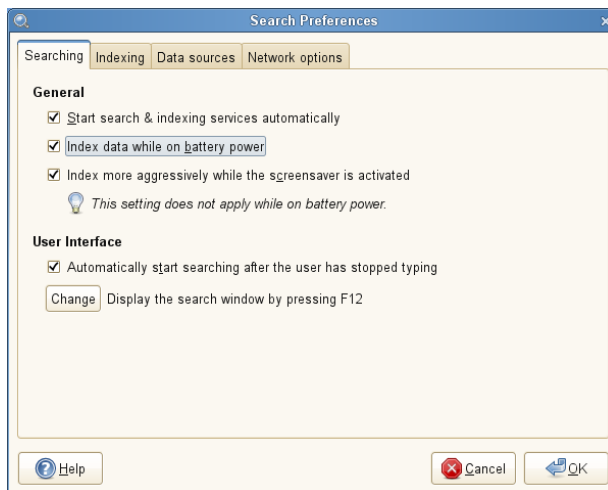 Search Preferences
Searching Indexing Data sources Network options
General
Start search & indexing services automatically
Index data while on battery power
Index more aggressively while the screensaver is activated
This setting does not apply while on battery power.
User Interface
Automatically start searching after the user has stopped typing
Change Display the search window by pressing F12
Help Cancel OK